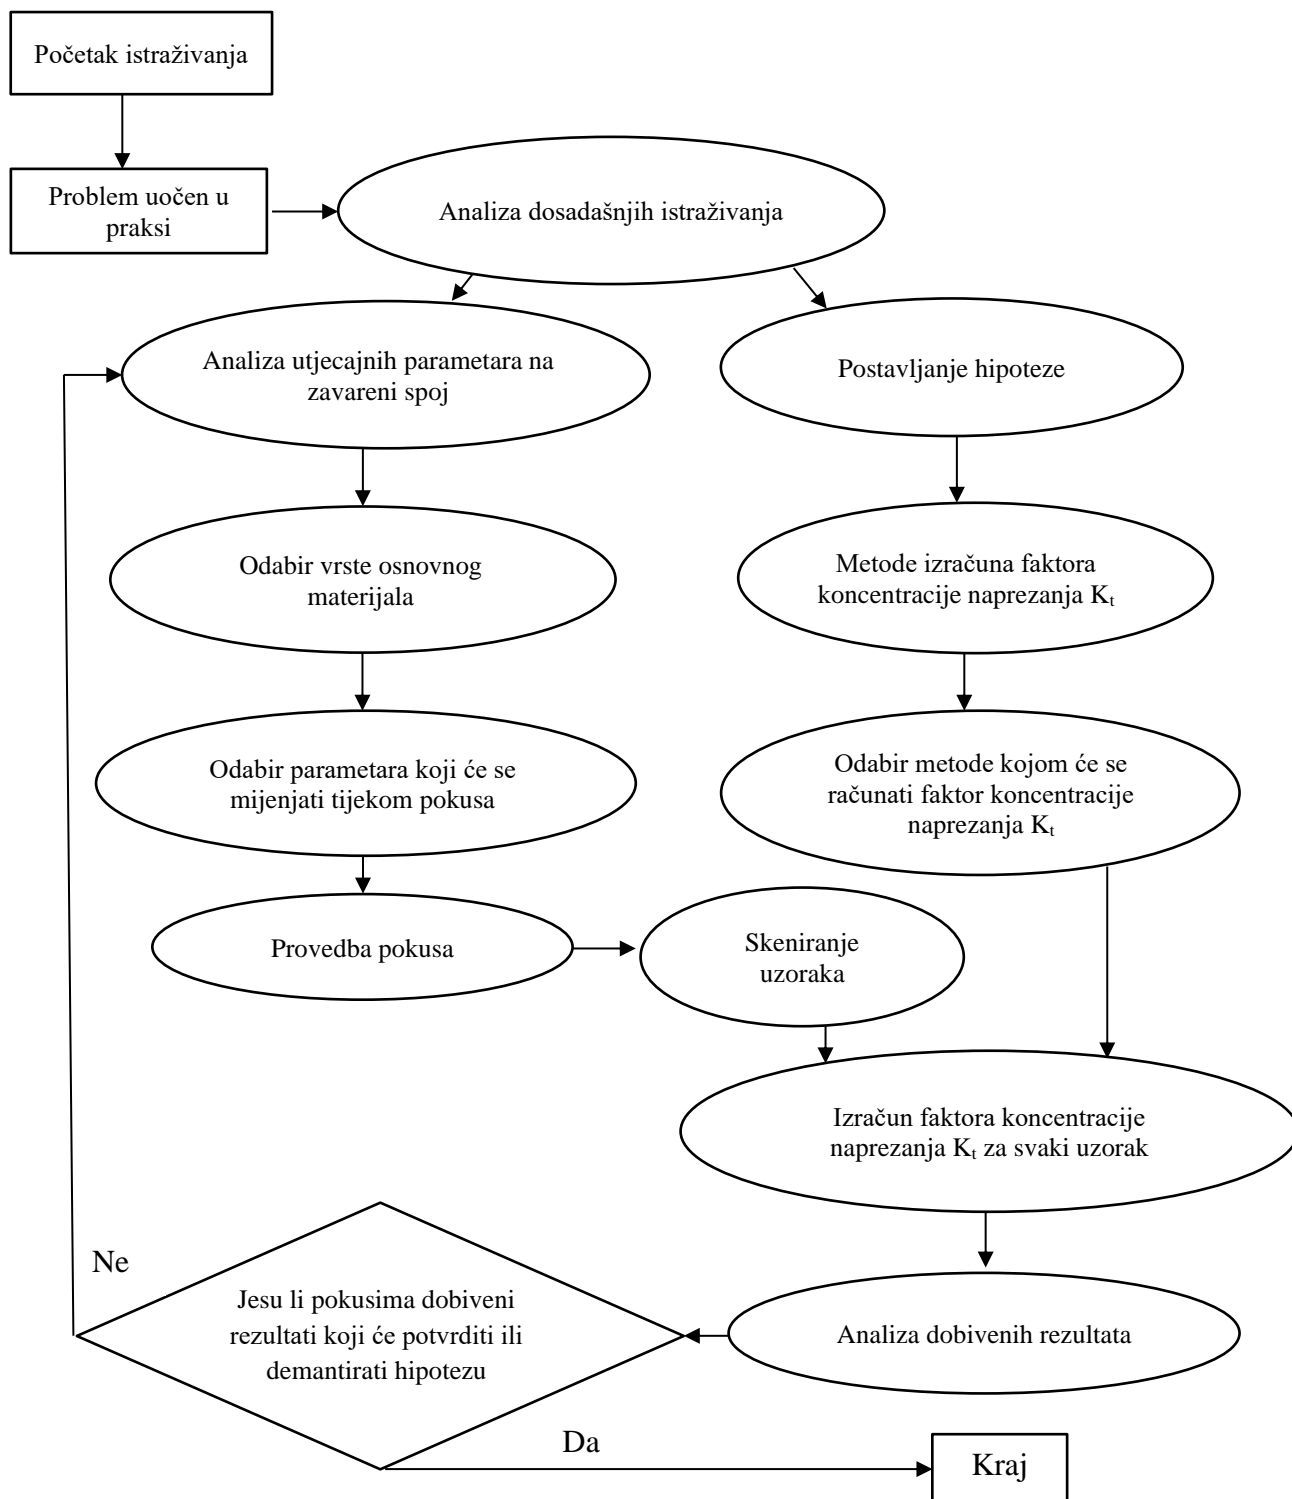 Početak istraživanja
Problem uočen u
praksi
Analiza dosadašnjih istraživanja
Analiza utjecajnih parametara na
zavareni spoj
Postavljanje hipoteze
Odabir vrste osnovnog
materijala
Metode izračuna faktora
koncentracije naprezanja Kₜ
Odabir parametara koji će se
mijenjati tijekom pokusa
Odabir metode kojom će se
računati faktor koncentracije
naprezanja Kₜ
Provedba pokusa
Skeniranje
uzoraka
Izračun faktora koncentracije
naprezanja Kₜ za svaki uzorak
Ne
Jesu li pokusima dobiveni
rezultati koji će potvrditi ili
demantirati hipotezu
Analiza dobivenih rezultata
Da
Kraj